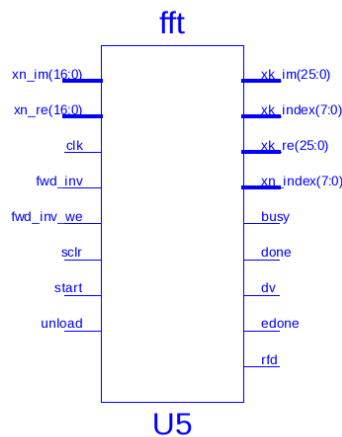 fft
xn_im(16:0) xk_im(25:0)
xn_re(16:0) xk_index(7:0)
clk xk_re(25:0)
fwd_inv xn_index(7:0)
fwd_inv_we busy
sclr done
start dv
unload edone
rfd
U5